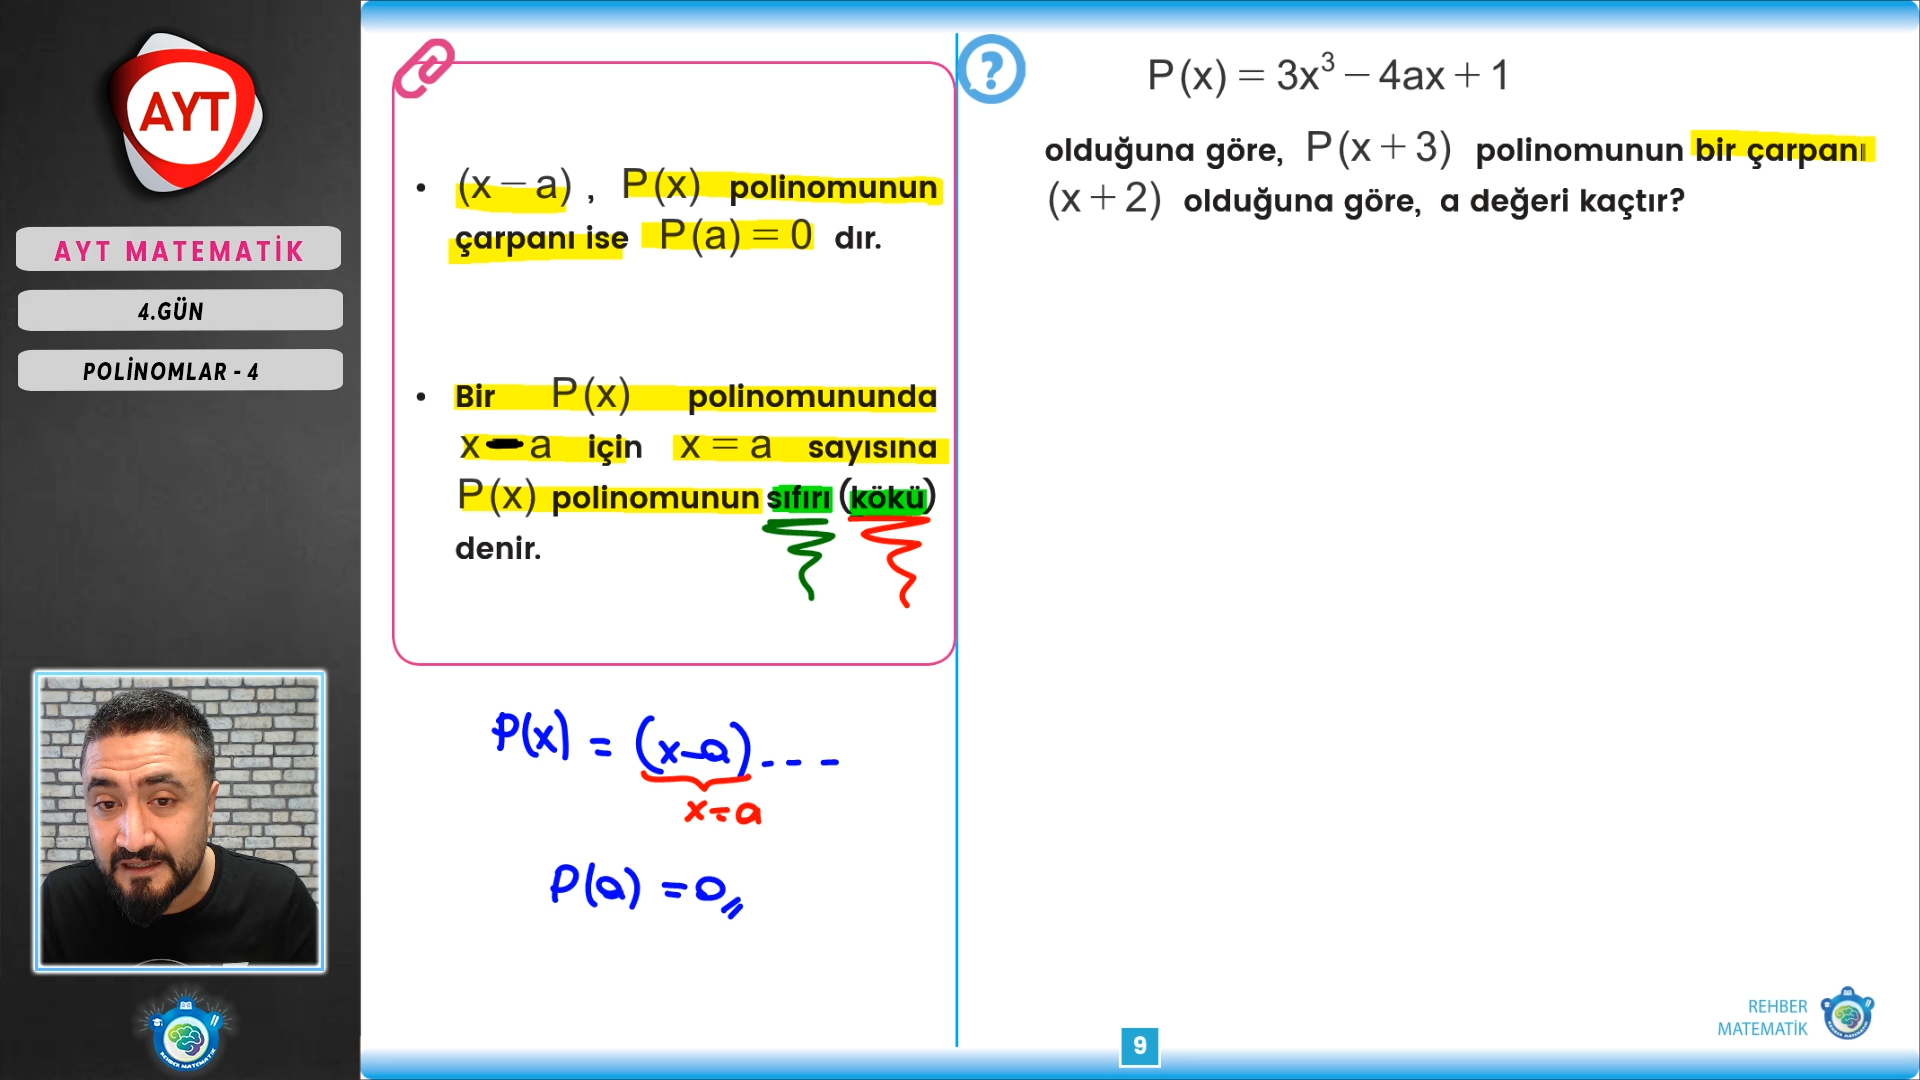 AYT
AYT MATEMATİK
4.GÜN
POLİNOMLAR - 4
• (x − a) , P(x) polinomunun
çarpanı ise P(a) = 0 dır.
• Bir P(x) polinomununda
x − a için x = a sayısına
P(x) polinomunun sıfırı (kökü)
denir.
P(x) = (x-a) . - - -
x=a
P(a) = 0
?
P(x) = 3x³ − 4ax + 1
olduğuna göre, P(x + 3) polinomunun bir çarpanı
(x + 2) olduğuna göre, a değeri kaçtır?
REHBER MATEMATİK
9
REHBER
MATEMATİK